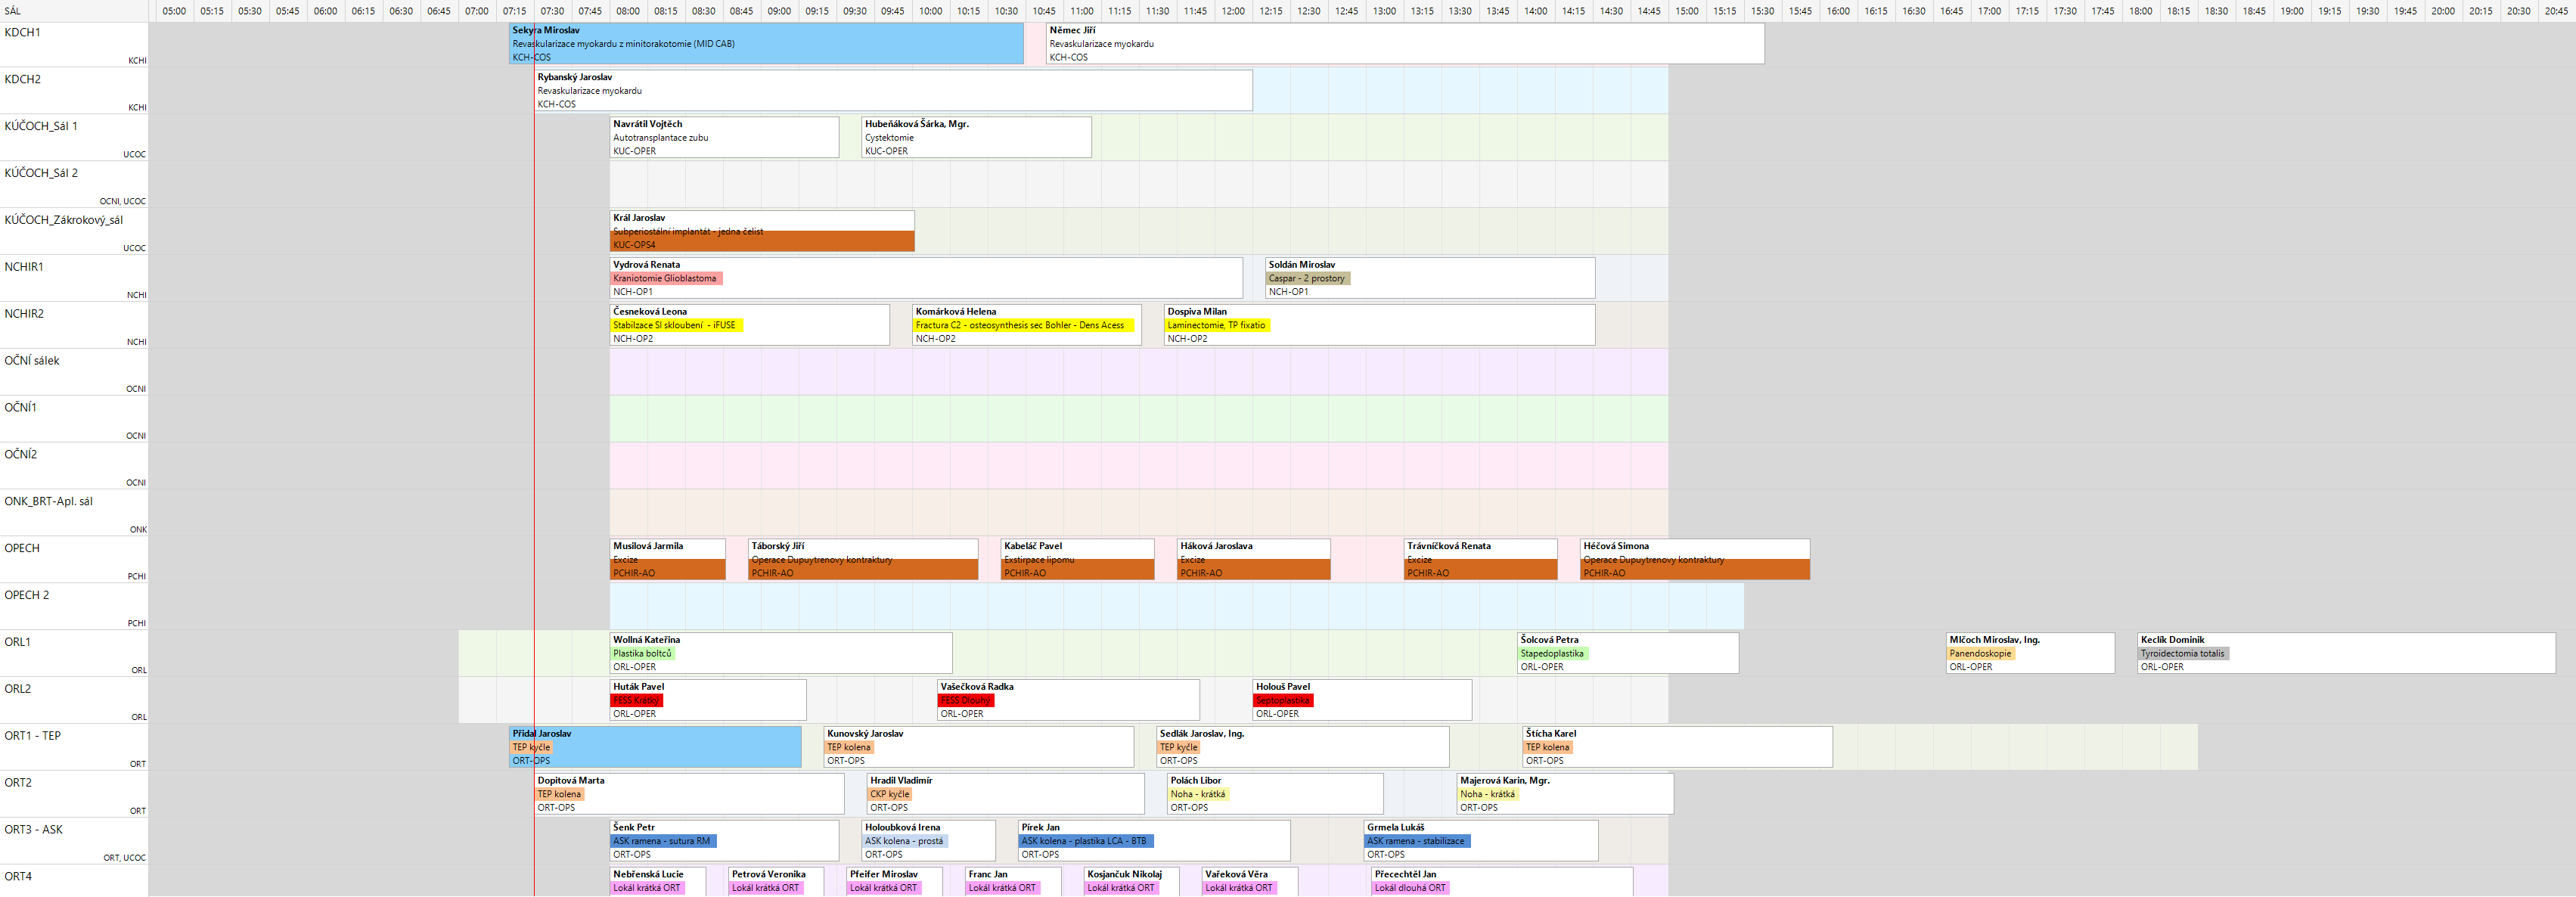 SÁL 05:00 05:15 05:30 05:45 06:00 06:15 06:30 06:45 07:00 07:15 07:30 07:45 08:00 08:15 08:30 08:45 09:00 09:15 09:30 09:45 10:00 10:15 10:30 10:45 11:00 11:15 11:30 11:45 12:00 12:15 12:30 12:45 13:00 13:15 13:30 13:45 14:00 14:15 14:30 14:45 15:00 15:15 15:30 15:45 16:00 16:15 16:30 16:45 17:00 17:15 17:30 17:45 18:00 18:15 18:30 18:45 19:00 19:15 19:30 19:45 20:00 20:15 20:30 20:45
KDCH1 Sekyra Miroslav Němec Jiří
Revaskularizace myokardu z minitorakotomie (MID CAB) Revaskularizace myokardu
KCHI KCH-COS KCH-COS
KDCH2 Rybanský Jaroslav
Revaskularizace myokardu
KCHI KCH-COS
KÚČOCH_Sál 1 Navrátil Vojtěch Hubeňáková Šárka, Mgr.
Autotransplantace zubu Cystektomie
UCOC KUC-OPER KUC-OPER
KÚČOCH_Sál 2
OCNI, UCOC
KÚČOCH_Zákrokový_sál Král Jaroslav
Subperiostální implantát - jedna čelist
UCOC KUC-OPS4
NCHIR1 Vydrová Renata Soldán Miroslav
Kraniotomie Glioblastoma Caspar - 2 prostory
NCHI NCH-OP1 NCH-OP1
NCHIR2 Česneková Leona Komárková Helena Dospiva Milan
Stabilzace SI skloubení - iFUSE Fractura C2 - osteosynthesis sec Bohler - Dens Acess Laminectomie, TP fixatio
NCHI NCH-OP2 NCH-OP2 NCH-OP2
OČNÍ sálek
OCNI
OČNÍ1
OCNI
OČNÍ2
OCNI
ONK_BRT-Apl. sál
ONK
OPECH Musilová Jarmila Táborský Jiří Kabeláč Pavel Háková Jaroslava Trávníčková Renata Héčová Simona
Excize Operace Dupuytrenovy kontraktury Exstirpace lipomu Excize Excize Operace Dupuytrenovy kontraktury
PCHI PCHIR-AO PCHIR-AO PCHIR-AO PCHIR-AO PCHIR-AO PCHIR-AO
OPECH 2
PCHI
ORL1 Wollná Kateřina Šolcová Petra Mlčoch Miroslav, Ing. Keclík Dominik
Plastika boltců Stapedoplastika Panendoskopie Tyroidectomia totalis
ORL ORL-OPER ORL-OPER ORL-OPER ORL-OPER
ORL2 Huták Pavel Vašečková Radka Holouš Pavel
FESS Krátký FESS Dlouhý Septoplastika
ORL ORL-OPER ORL-OPER ORL-OPER
ORT1 - TEP Přidal Jaroslav Kunovský Jaroslav Sedlák Jaroslav, Ing. Štícha Karel
TEP kyčle TEP kolena TEP kyčle TEP kolena
ORT ORT-OPS ORT-OPS ORT-OPS ORT-OPS
ORT2 Dopitová Marta Hradil Vladimír Polách Libor Majerová Karin, Mgr.
TEP kolena CKP kyčle Noha - krátká Noha - krátká
ORT ORT-OPS ORT-OPS ORT-OPS ORT-OPS
ORT3 - ASK Šenk Petr Holoubková Irena Pírek Jan Grmela Lukáš
ASK ramena - sutura RM ASK kolena - prostá ASK kolena - plastika LCA - BTB ASK ramena - stabilizace
ORT, UCOC ORT-OPS ORT-OPS ORT-OPS ORT-OPS
ORT4 Nebřenská Lucie Petrová Veronika Pfeifer Miroslav Franc Jan Kosjančuk Nikolaj Vařeková Věra Přecechtěl Jan
Lokál krátká ORT Lokál krátká ORT Lokál krátká ORT Lokál krátká ORT Lokál krátká ORT Lokál krátká ORT Lokál dlouhá ORT